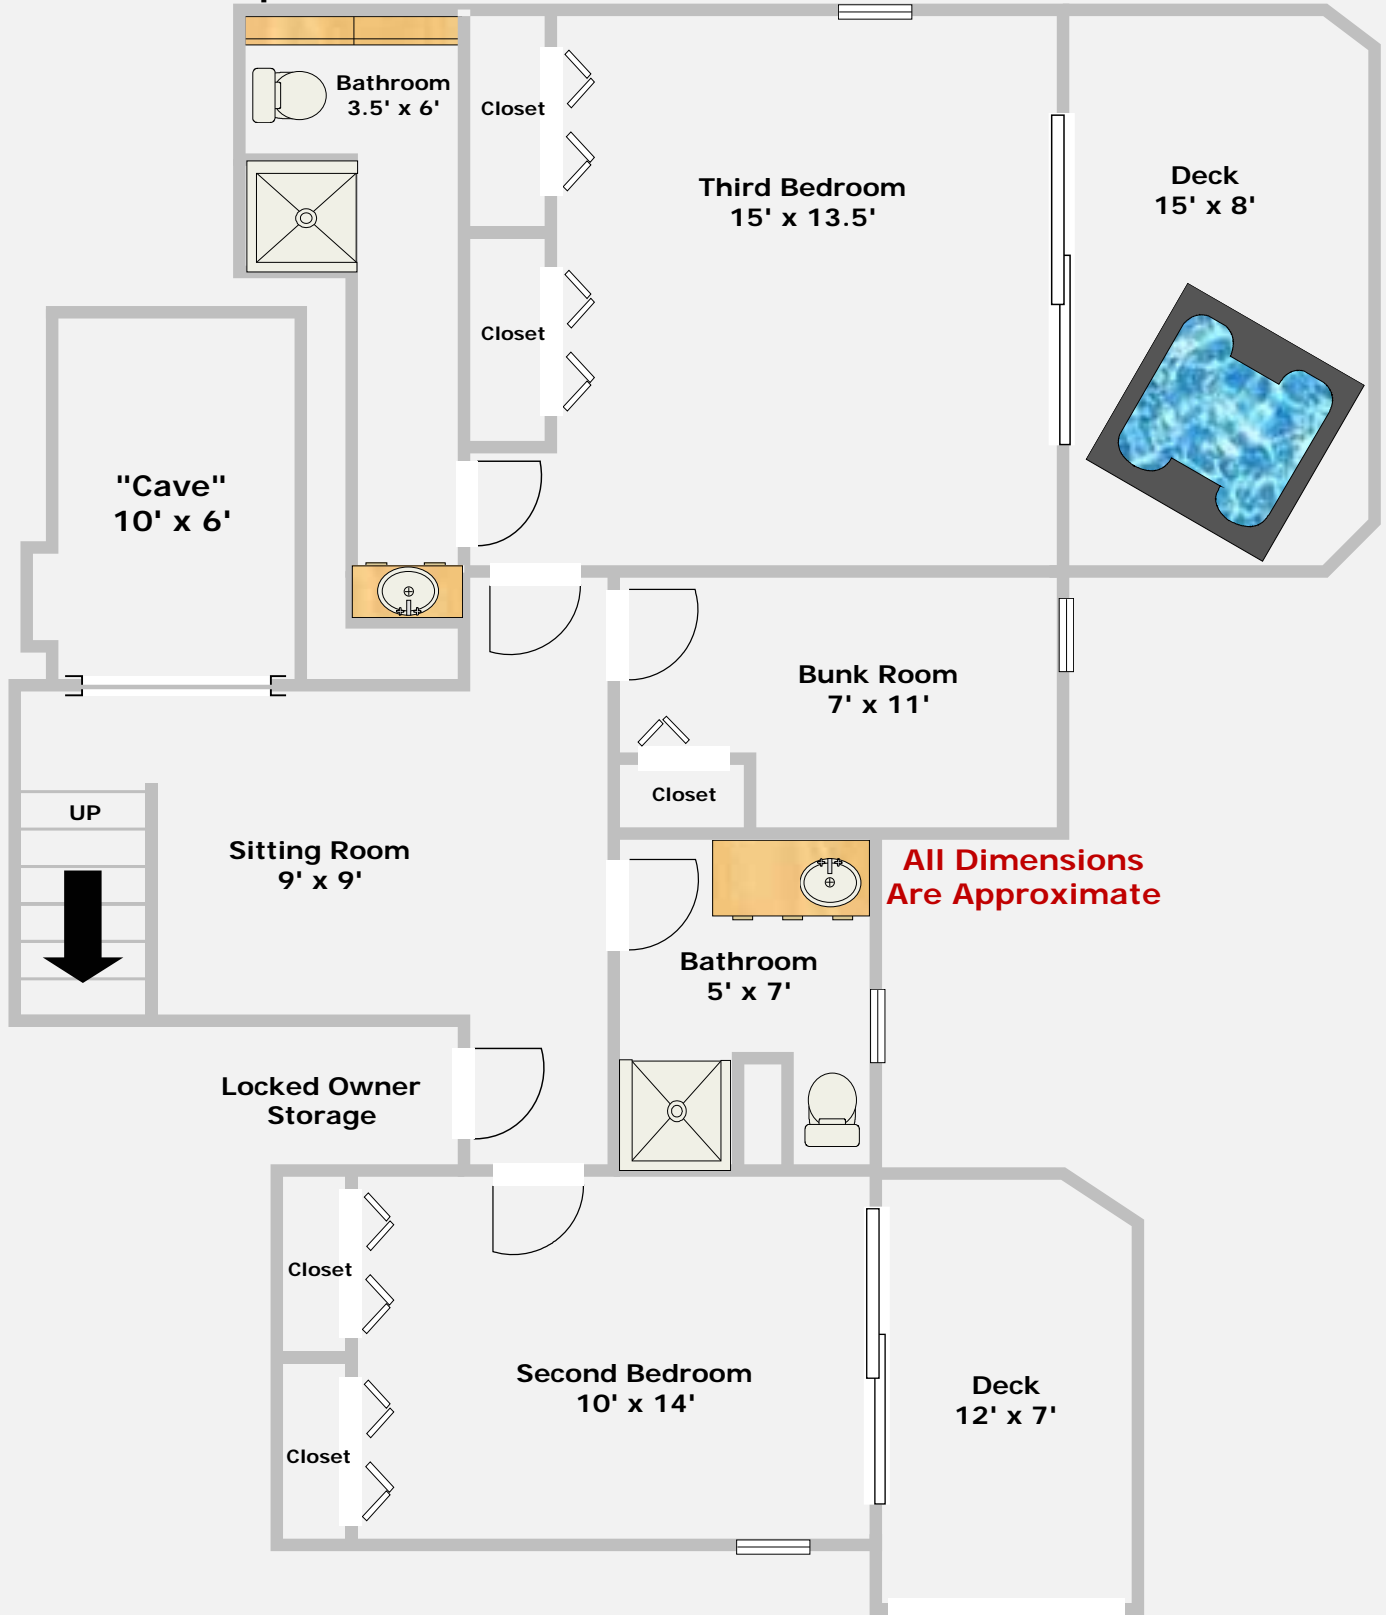 Bathroom
3.5' x 6'
Closet
Third Bedroom
15' x 13.5'
Deck
15' x 8'
Closet
"Cave"
10' x 6'
Bunk Room
7' x 11'
Closet
UP
Sitting Room
9' x 9'
All Dimensions
Are Approximate
Bathroom
5' x 7'
Locked Owner
Storage
Closet
Second Bedroom
10' x 14'
Deck
12' x 7'
Closet